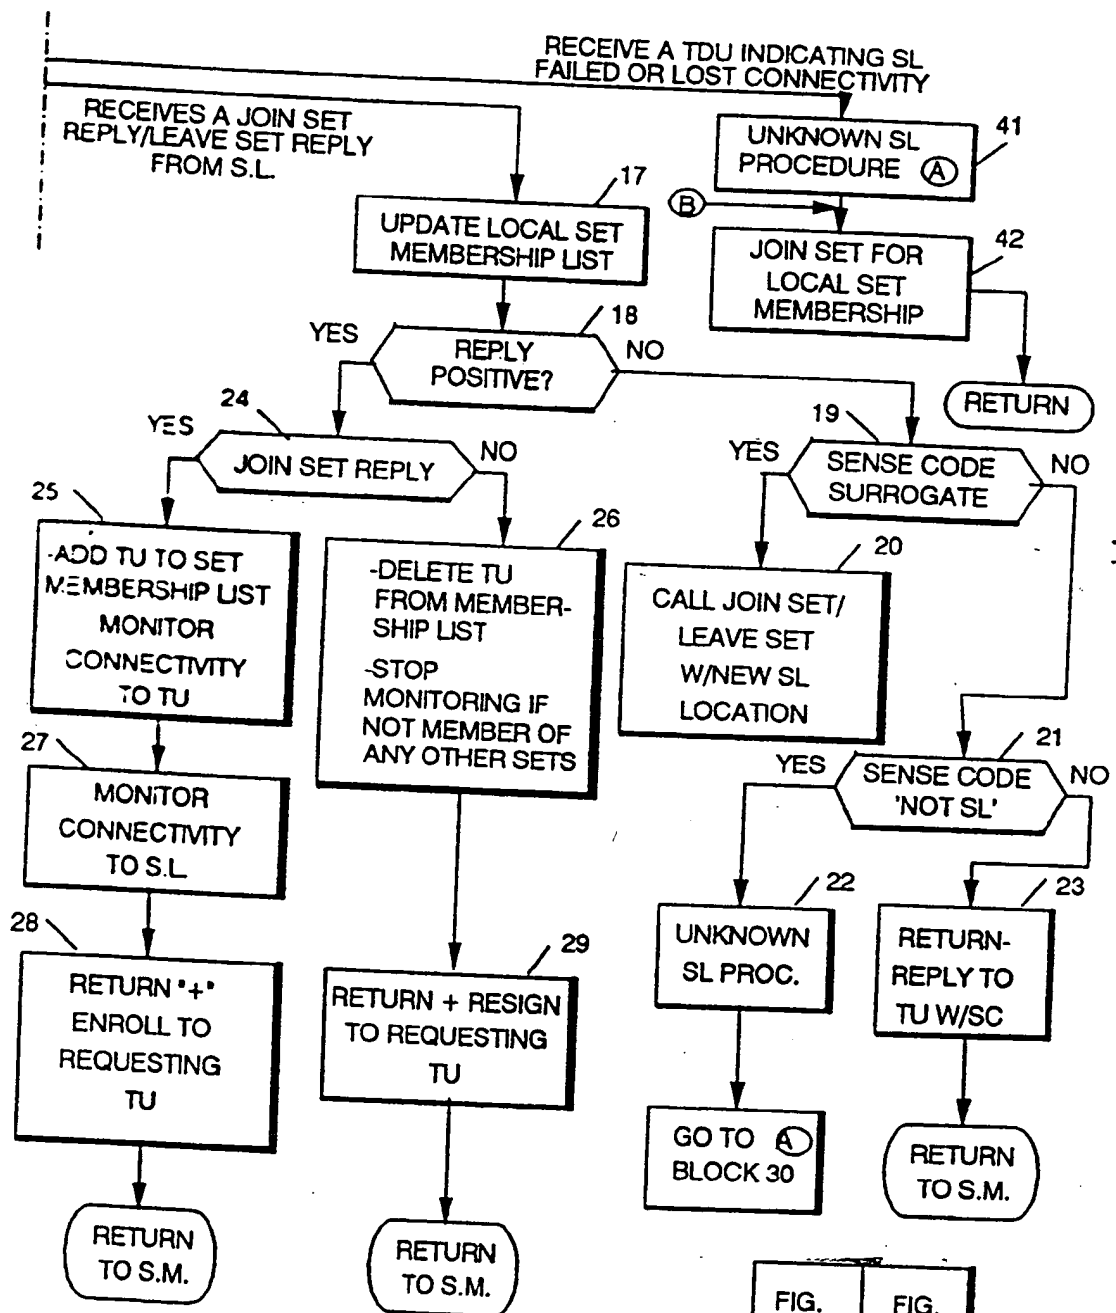 RECEIVE A TDU INDICATING SL
FAILED OR LOST CONNECTIVITY
RECEIVES A JOIN SET
REPLY/LEAVE SET REPLY
FROM S.L.
41
UNKNOWN SL
PROCEDURE A
17
UPDATE LOCAL SET
MEMBERSHIP LIST
B
42
JOIN SET FOR
LOCAL SET
MEMBERSHIP
RETURN
18
YES
REPLY
POSITIVE?
NO
24
YES
JOIN SET REPLY
NO
19
YES
SENSE CODE
SURROGATE
NO
25
-ADD TU TO SET
MEMBERSHIP LIST
MONITOR
CONNECTIVITY
TO TU
26
-DELETE TU
FROM MEMBER-
SHIP LIST
-STOP
MONITORING IF
NOT MEMBER OF
ANY OTHER SETS
20
CALL JOIN SET/
LEAVE SET
W/NEW SL
LOCATION
21
YES
SENSE CODE
'NOT SL'
NO
27
MONITOR
CONNECTIVITY
TO S.L.
22
UNKNOWN
SL PROC.
23
RETURN-
REPLY TO
TU W/SC
28
RETURN "+"
ENROLL TO
REQUESTING
TU
29
RETURN + RESIGN
TO REQUESTING
TU
GO TO A
BLOCK 30
RETURN
TO S.M.
RETURN
TO S.M.
RETURN
TO S.M.
FIG.
FIG.